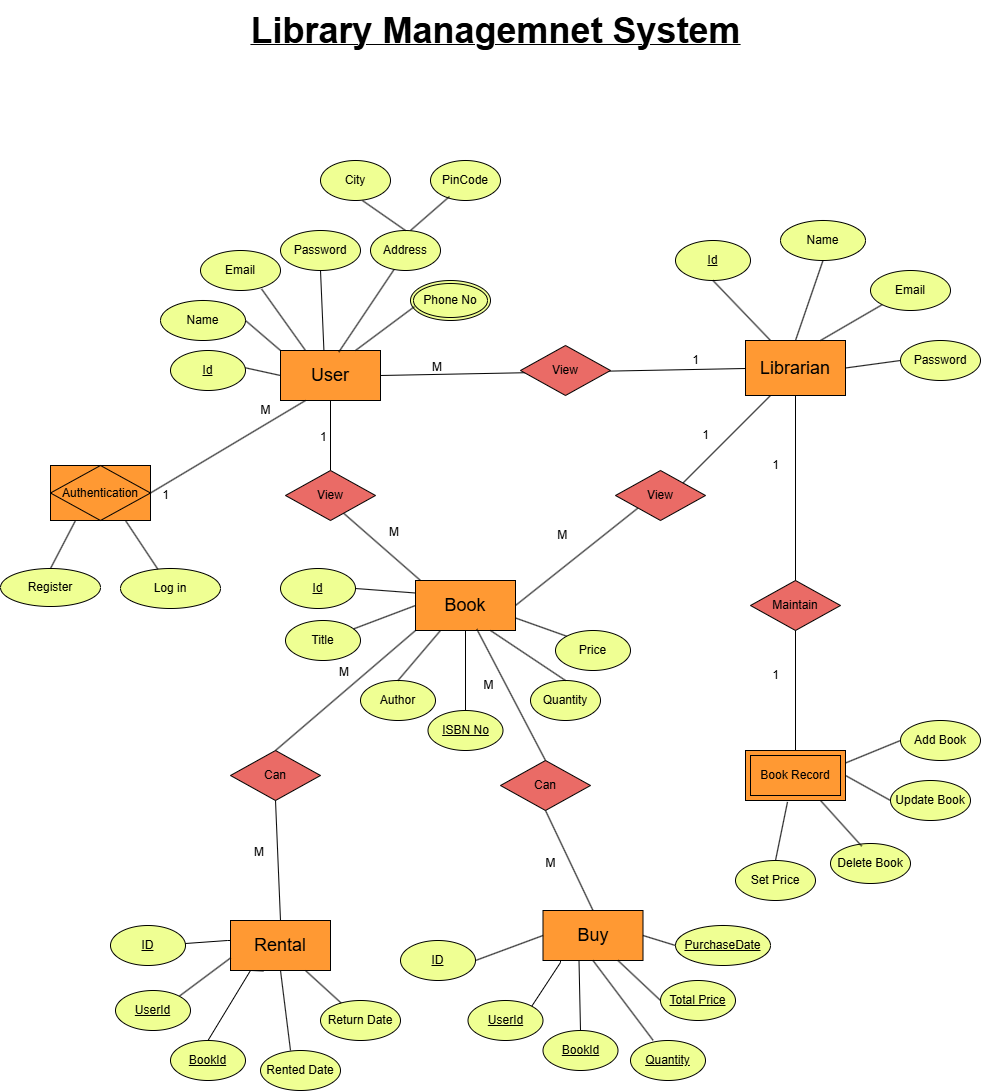 Library Managemnet System
City
PinCode
Password
Address
Email
Phone No
Name
Id
User
Id
Name
Email
Password
Librarian
M
View
1
M
1
Authentication
1
Register
Log in
View
M
1
View
M
1
Maintain
1
Id
Title
Book
Author
ISBN No
Quantity
Price
M
Can
M
M
Can
M
Book Record
Add Book
Update Book
Delete Book
Set Price
ID
Rental
UserId
BookId
Rented Date
Return Date
ID
Buy
UserId
BookId
Quantity
Total Price
PurchaseDate